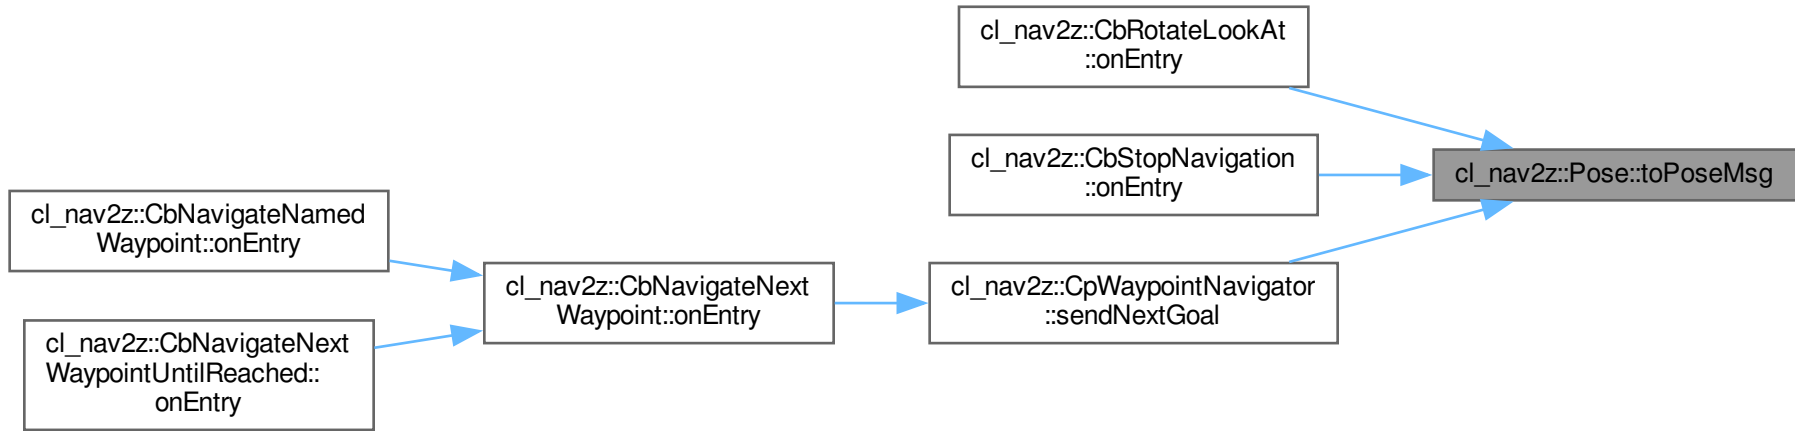 cl_nav2z::CbRotateLookAt
::onEntry
cl_nav2z::CbStopNavigation
::onEntry
cl_nav2z::Pose::toPoseMsg
cl_nav2z::CbNavigateNamed
Waypoint::onEntry
cl_nav2z::CbNavigateNext
Waypoint::onEntry
cl_nav2z::CpWaypointNavigator
::sendNextGoal
cl_nav2z::CbNavigateNext
WaypointUntilReached::
onEntry